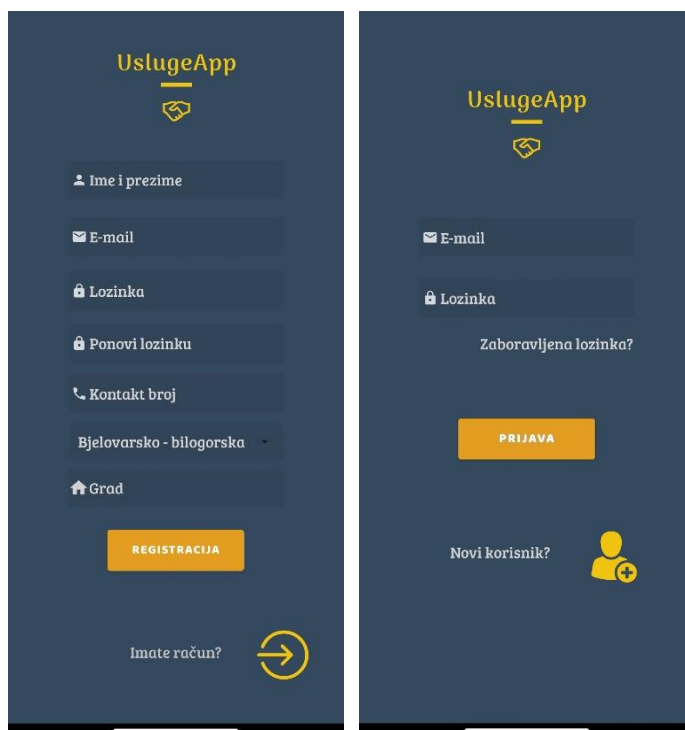 UslugeApp
Ime i prezime
E-mail
Lozinka
Ponovi lozinku
Kontakt broj
Bjelovarsko - bilogorska
Grad
REGISTRACIJA
Imate račun?
UslugeApp
E-mail
Lozinka
Zaboravljena lozinka?
PRIJAVA
Novi korisnik?